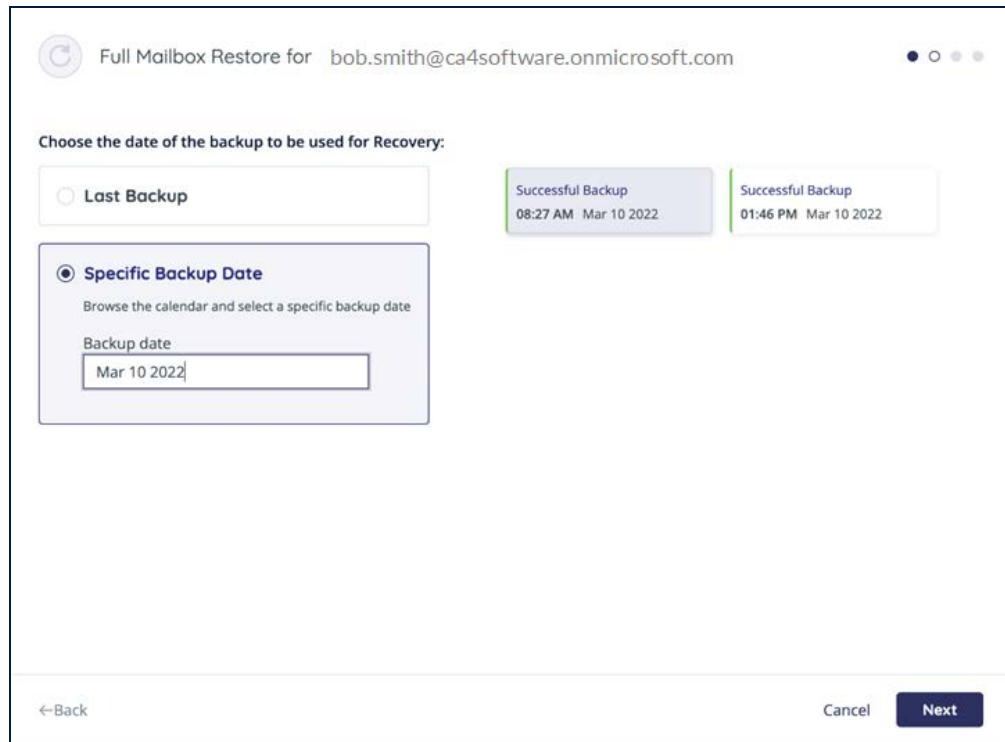 Full Mailbox Restore for bob.smith@ca4software.onmicrosoft.com
Choose the date of the backup to be used for Recovery:
Last Backup
Specific Backup Date
Browse the calendar and select a specific backup date
Backup date
Mar 10 2022
Successful Backup
08:27 AM Mar 10 2022
Successful Backup
01:46 PM Mar 10 2022
←Back
Cancel
Next